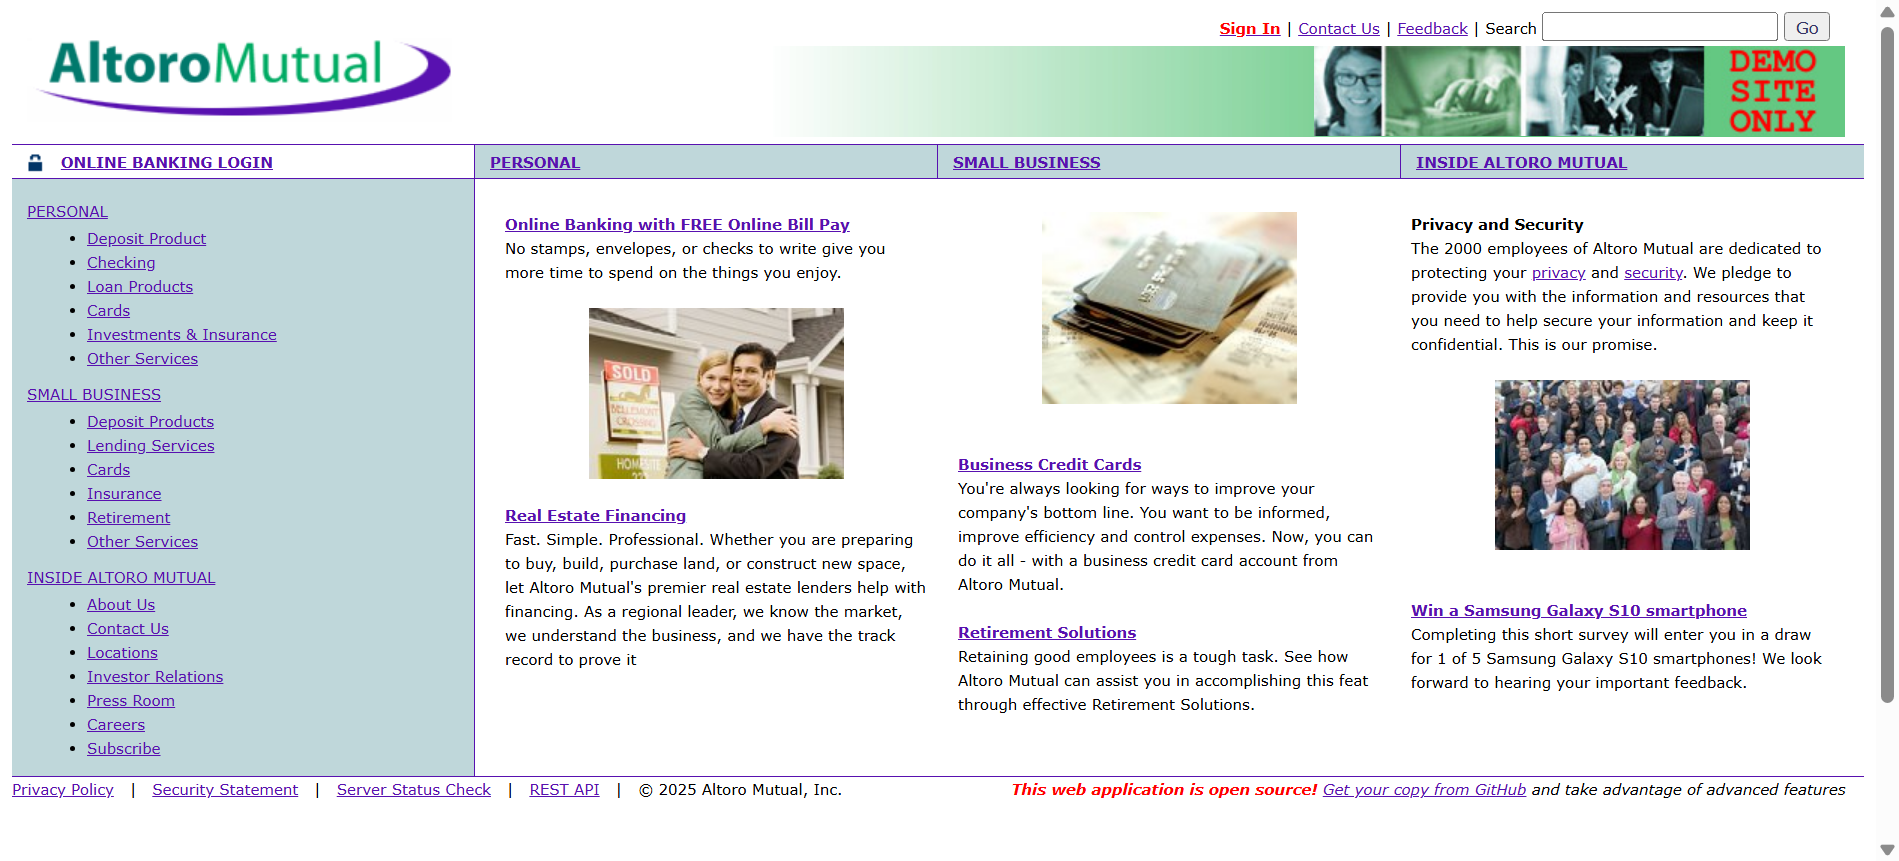 Sign In | Contact Us | Feedback | Search Go
AltoroMutual
DEMO
SITE
ONLY
ONLINE BANKING LOGIN
PERSONAL
SMALL BUSINESS
INSIDE ALTORO MUTUAL
PERSONAL
Deposit Product
Checking
Loan Products
Cards
Investments & Insurance
Other Services
SMALL BUSINESS
Deposit Products
Lending Services
Cards
Insurance
Retirement
Other Services
INSIDE ALTORO MUTUAL
About Us
Contact Us
Locations
Investor Relations
Press Room
Careers
Subscribe
Online Banking with FREE Online Bill Pay
No stamps, envelopes, or checks to write give you
more time to spend on the things you enjoy.
SOLD
BELLEMONT
CROSSING
HOMESITE
Real Estate Financing
Fast. Simple. Professional. Whether you are preparing
to buy, build, purchase land, or construct new space,
let Altoro Mutual's premier real estate lenders help with
financing. As a regional leader, we know the market,
we understand the business, and we have the track
record to prove it
Business Credit Cards
You're always looking for ways to improve your
company's bottom line. You want to be informed,
improve efficiency and control expenses. Now, you can
do it all - with a business credit card account from
Altoro Mutual.
Retirement Solutions
Retaining good employees is a tough task. See how
Altoro Mutual can assist you in accomplishing this feat
through effective Retirement Solutions.
Privacy and Security
The 2000 employees of Altoro Mutual are dedicated to
protecting your privacy and security. We pledge to
provide you with the information and resources that
you need to help secure your information and keep it
confidential. This is our promise.
Win a Samsung Galaxy S10 smartphone
Completing this short survey will enter you in a draw
for 1 of 5 Samsung Galaxy S10 smartphones! We look
forward to hearing your important feedback.
Privacy Policy | Security Statement | Server Status Check | REST API | © 2025 Altoro Mutual, Inc.
This web application is open source! Get your copy from GitHub and take advantage of advanced features